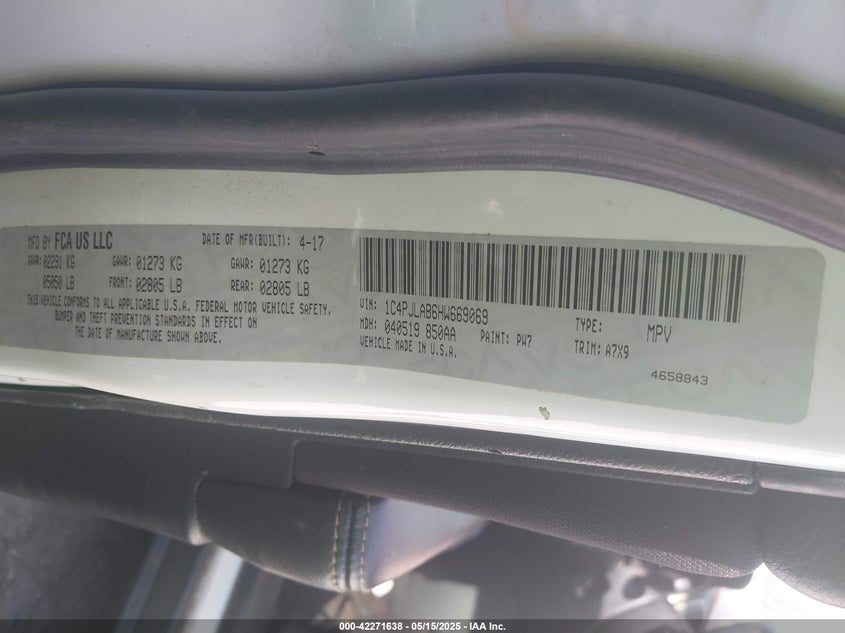 MFD BY FCA US LLC DATE OF MFR(BUILT): 4-17
GVWR: 02291 KG GAWR: 01273 KG GAWR: 01273 KG
05050 LB FRONT: 02805 LB REAR: 02805 LB
THIS VEHICLE CONFORMS TO ALL APPLICABLE U.S.A. FEDERAL MOTOR VEHICLE SAFETY,
BUMPER AND THEFT PREVENTION STANDARDS IN EFFECT ON
THE DATE OF MANUFACTURE SHOWN ABOVE.
VIN: 1C4PJLAB6HW669069 TYPE: MPV
MDH: 040519 850AA PAINT: PW7 TRIM: A7X9
VEHICLE MADE IN U.S.A.
4658843
000-42271638 - 05/15/2025 - IAA Inc.